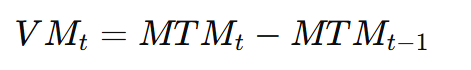 VM_t = MTM_t − MTM_{t−1}